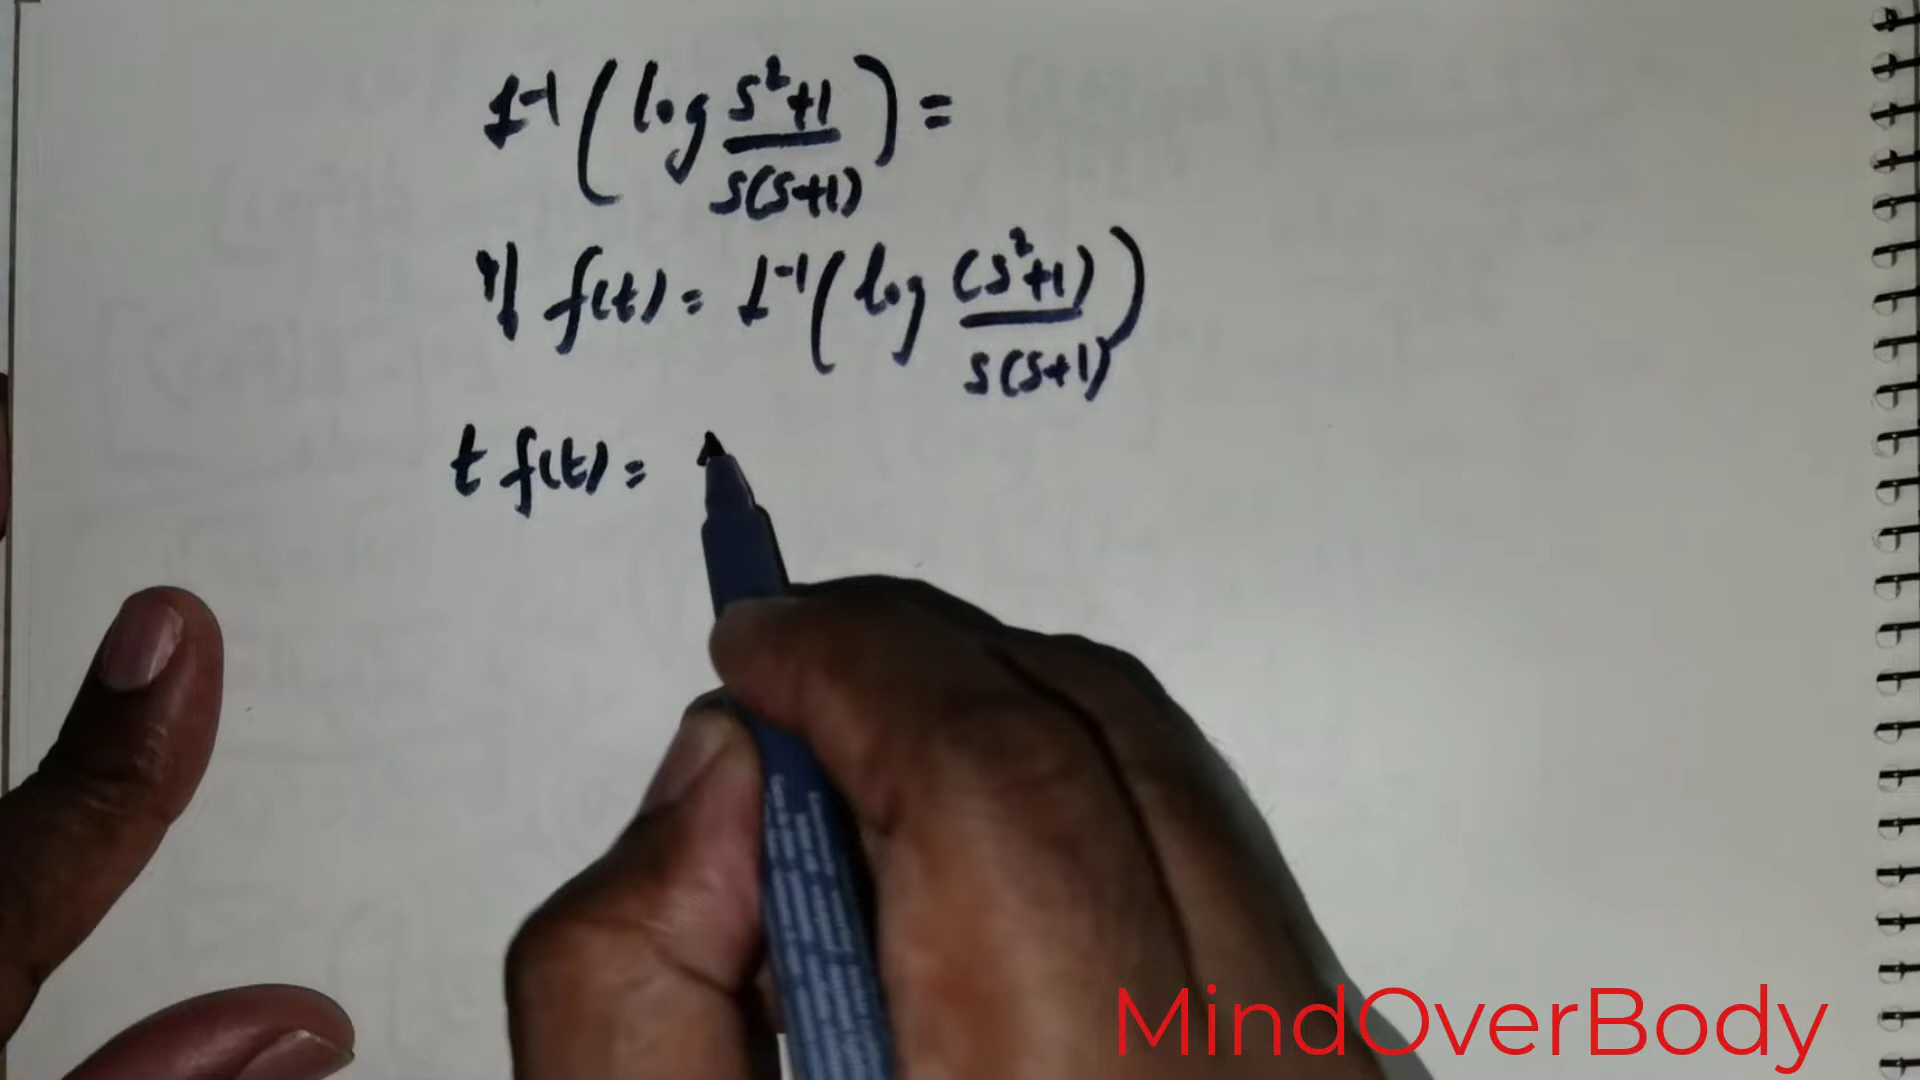 L⁻¹(log s²+1 / s(s+1)) =
If f(t) = L⁻¹(log (s²+1) / s(s+1))
t f(t) =
MindOverBody